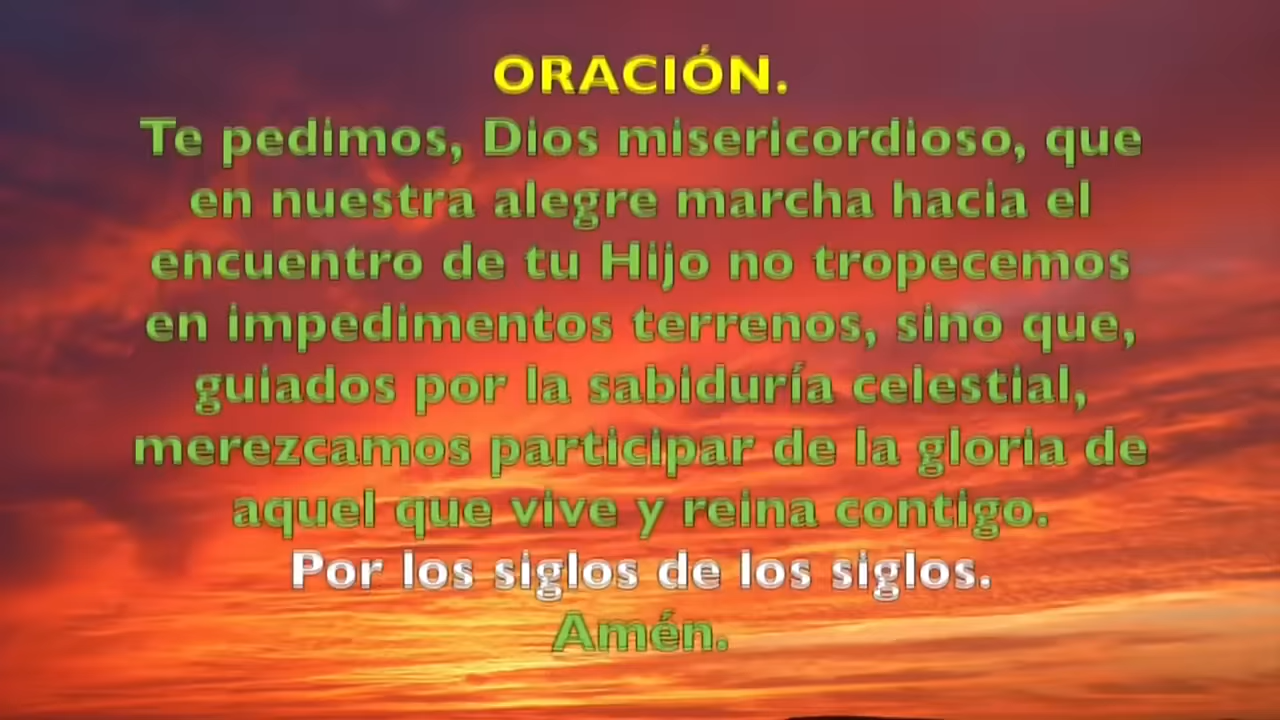 ORACIÓN.
Te pedimos, Dios misericordioso, que
en nuestra alegre marcha hacia el
encuentro de tu Hijo no tropecemos
en impedimentos terrenos, sino que,
guiados por la sabiduría celestial,
merezcamos participar de la gloria de
aquel que vive y reina contigo.
Por los siglos de los siglos.
Amén.